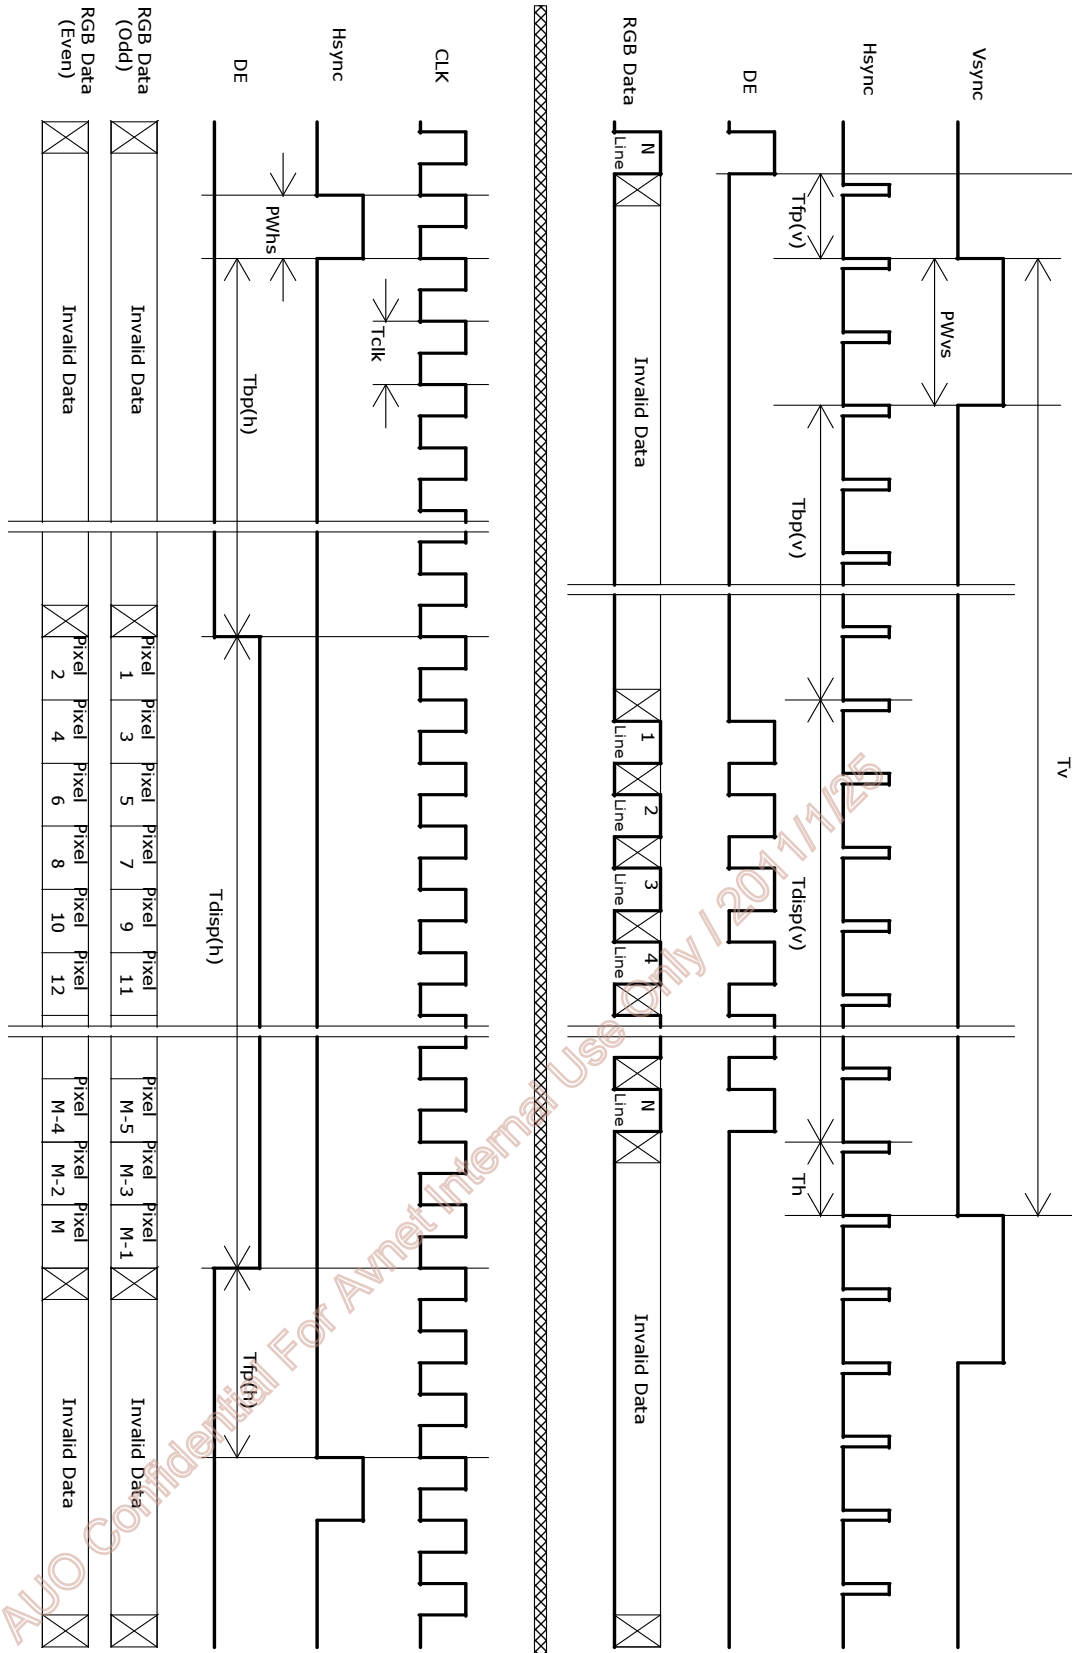 Vsync
Tv
PWvs
Hsync
Tfp(v)
Tbp(v)
Tdisp(v)
Th
DE
RGB Data
N
Line
Invalid Data
1
Line
2
Line
3
Line
4
Line
N
Line
Invalid Data
CLK
Tclk
Hsync
PWhs
DE
Tbp(h)
Tdisp(h)
Tfp(h)
RGB Data
(Odd)
Invalid Data
Pixel
1
Pixel
3
Pixel
5
Pixel
7
Pixel
9
Pixel
11
Pixel
M-5
Pixel
M-3
Pixel
M-1
Invalid Data
RGB Data
(Even)
Invalid Data
Pixel
2
Pixel
4
Pixel
6
Pixel
8
Pixel
10
Pixel
12
Pixel
M-4
Pixel
M-2
Pixel
M
Invalid Data
AUO Confidential For Avnet Internal Use Only / 2011/1/25